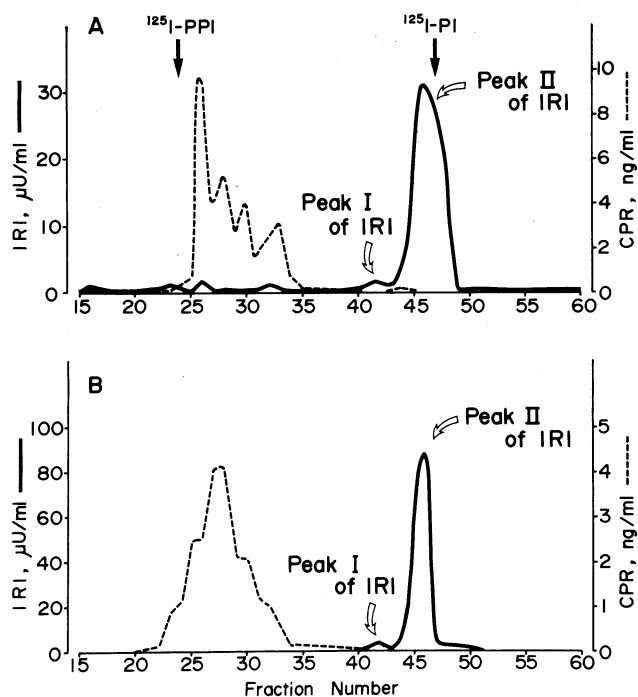 A
125I-PPI
125I-PI
IRI, µU/ml
30
20
10
0
Peak I
of IRI
Peak II
of IRI
10
8
6
4
2
0
CPR, ng/ml
15 20 25 30 35 40 45 50 55 60
B
IRI, µU/ml
100
80
60
40
20
0
Peak I
of IRI
Peak II
of IRI
5
4
3
2
1
0
CPR, ng/ml
15 20 25 30 35 40 45 50 55 60
Fraction Number